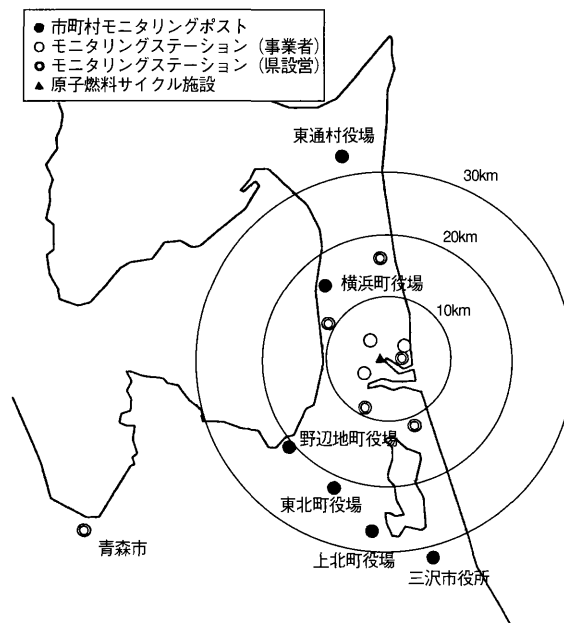 ● 市町村モニタリングポスト
○ モニタリングステーション（事業者）
◎ モニタリングステーション（県設営）
▲ 原子燃料サイクル施設
東通村役場
30km
20km
横浜町役場
10km
野辺地町役場
東北町役場
青森市
上北町役場
三沢市役所